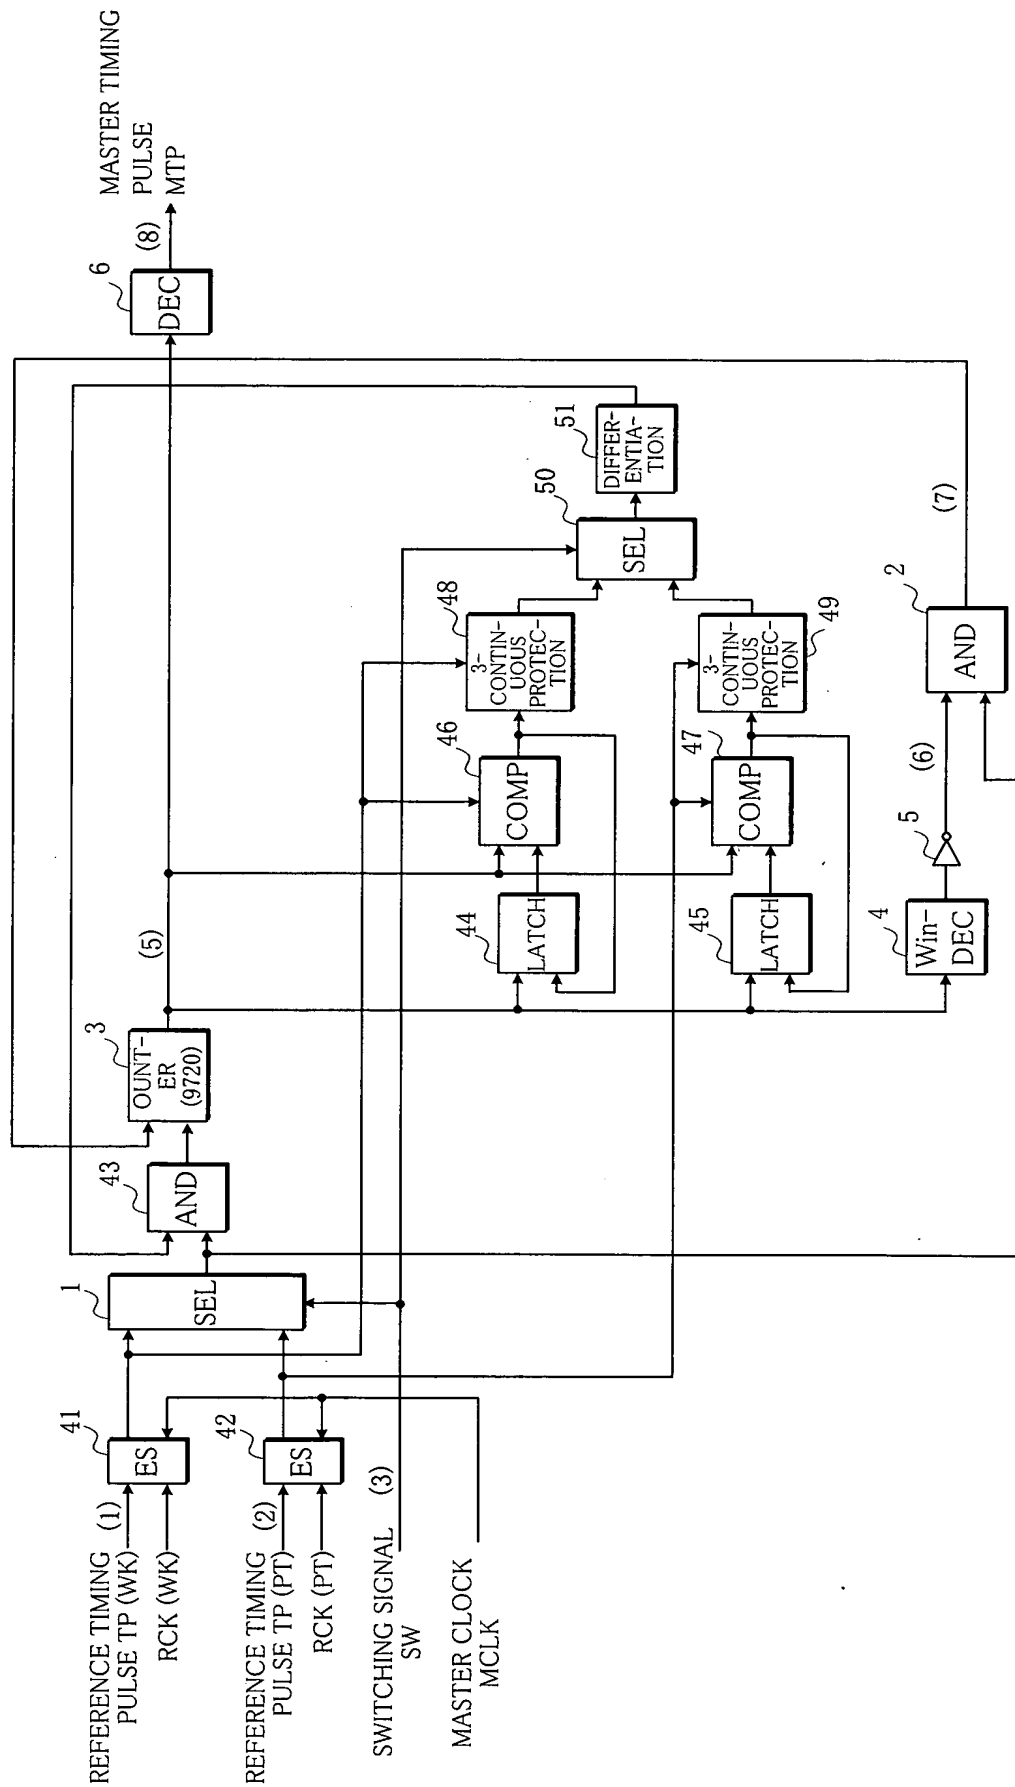 REFERENCE TIMING
PULSE TP (WK)
(1)
RCK (WK)
REFERENCE TIMING
PULSE TP (PT)
(2)
RCK (PT)
SWITCHING SIGNAL
SW
(3)
MASTER CLOCK
MCLK
41
ES
42
ES
1
SEL
43
AND
3
OUNT-
ER
(9720)
(5)
44
LATCH
45
LATCH
4
Win-
DEC
5
(6)
46
COMP
47
COMP
48
3-
CONTIN-
UOUS
PROTEC-
TION
49
3-
CONTIN-
UOUS
PROTEC-
TION
2
AND
(7)
50
SEL
51
DIFFER-
ENTIA-
TION
6
DEC
(8)
MASTER TIMING
PULSE
MTP